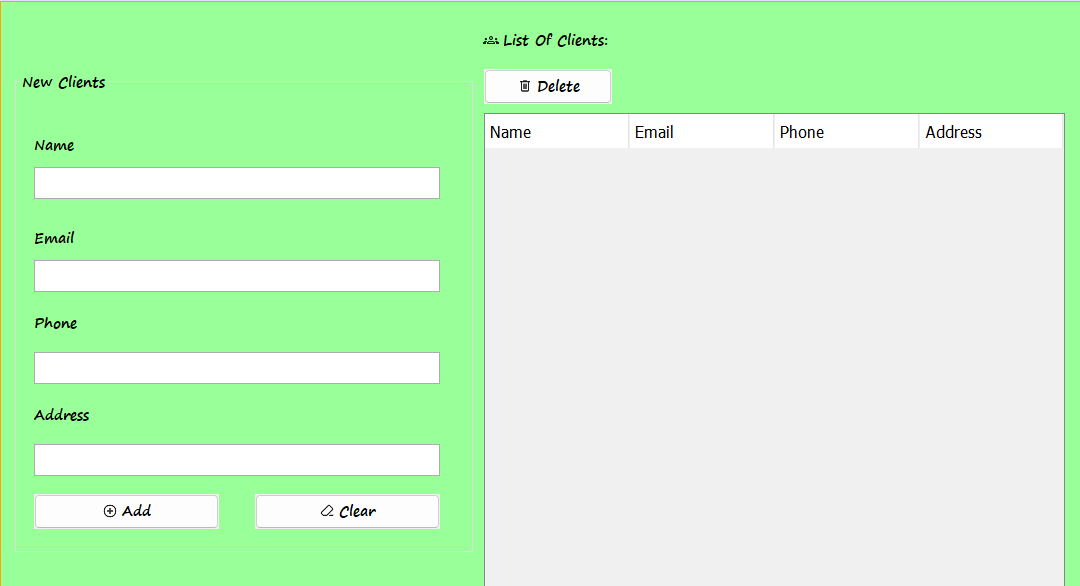 New Clients
Name
Email
Phone
Address
Add Clear
List Of Clients:
Delete
Name Email Phone Address